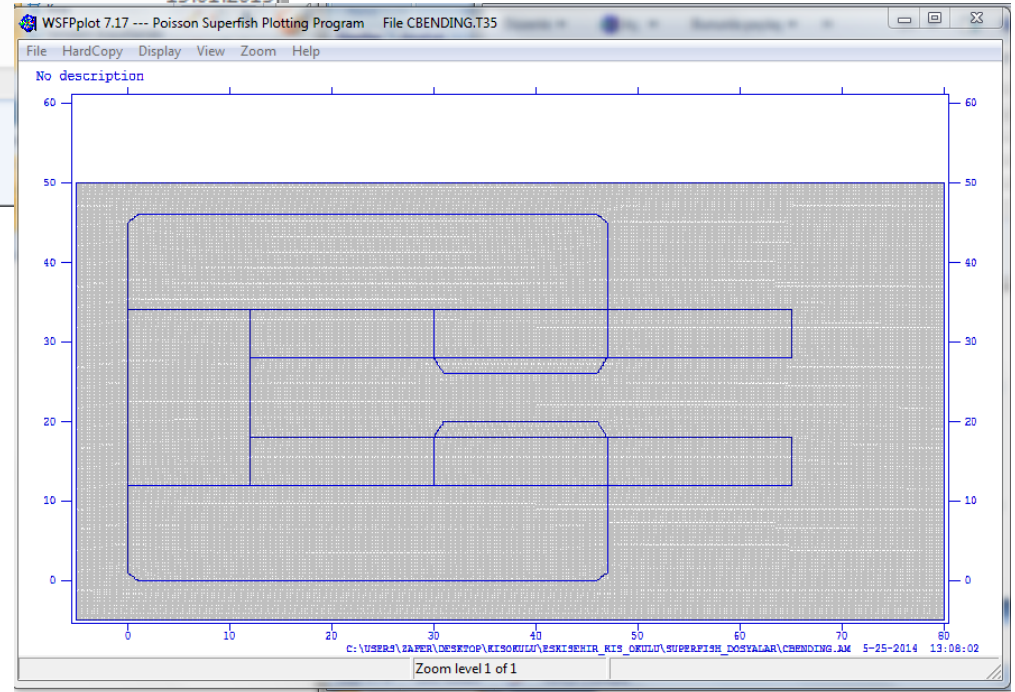 WSFPplot 7.17 --- Poisson Superfish Plotting Program File CBENDING.T35
File HardCopy Display View Zoom Help
No description
60 60
50 50
40 40
30 30
20 20
10 10
0 0
0 10 20 30 40 50 60 70 80
C:\USERS\ZAFER\DESKTOP\KISOKULU\ESKISEHIR_KIS_OKULU\SUPERFISH_DOSYALAR\CBENDING.AM 5-25-2014 13:08:02
Zoom level 1 of 1